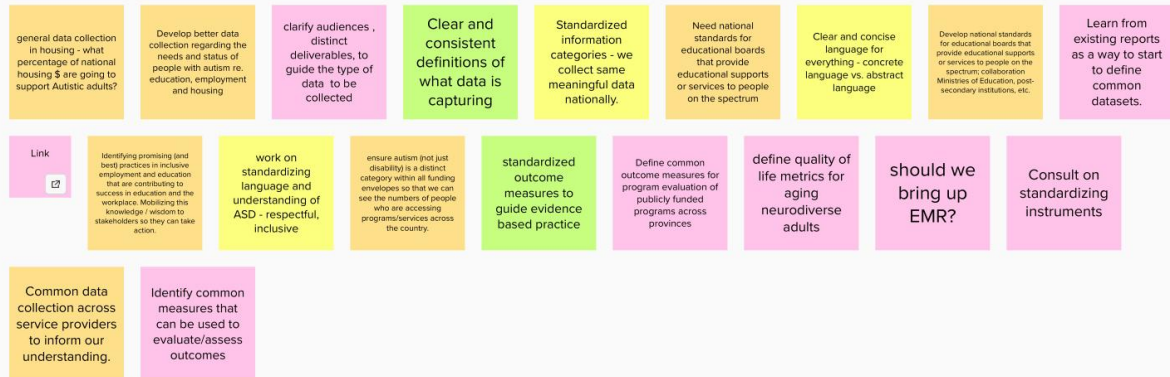 general data collection
in housing - what
percentage of national
housing $ are going to
support Autistic adults?
Develop better data
collection regarding the
needs and status of
people with autism re.
education, employment
and housing
clarify audiences ,
distinct
deliverables, to
guide the type of
data to be
collected
Clear and
consistent
definitions of
what data is
capturing
Standardized
information
categories - we
collect same
meaningful data
nationally.
Need national
standards for
educational boards
that provide
educational supports
or services to people
on the spectrum
Clear and concise
language for
everything - concrete
language vs. abstract
language
Develop national standards
for educational boards that
provide educational supports
or services to people on the
spectrum; collaboration
Ministries of Education, post-
secondary institutions, etc.
Learn from
existing reports
as a way to start
to define
common
datasets.
Link
Identifying promising (and
best) practices in inclusive
employment and education
that are contributing to
success in education and the
workplace. Mobilizing this
knowledge / wisdom to
stakeholders so they can take
action.
work on
standardizing
language and
understanding of
ASD - respectful,
inclusive
ensure autism (not just
disability) is a distinct
category within all funding
envelopes so that we can
see the numbers of people
who are accessing
programs/services across
the country.
standardized
outcome
measures to
guide evidence
based practice
Define common
outcome measures for
program evaluation of
publicly funded
programs across
provinces
define quality of
life metrics for
aging
neurodiverse
adults
should we
bring up
EMR?
Consult on
standardizing
instruments
Common data
collection across
service providers
to inform our
understanding.
Identify common
measures that
can be used to
evaluate/assess
outcomes